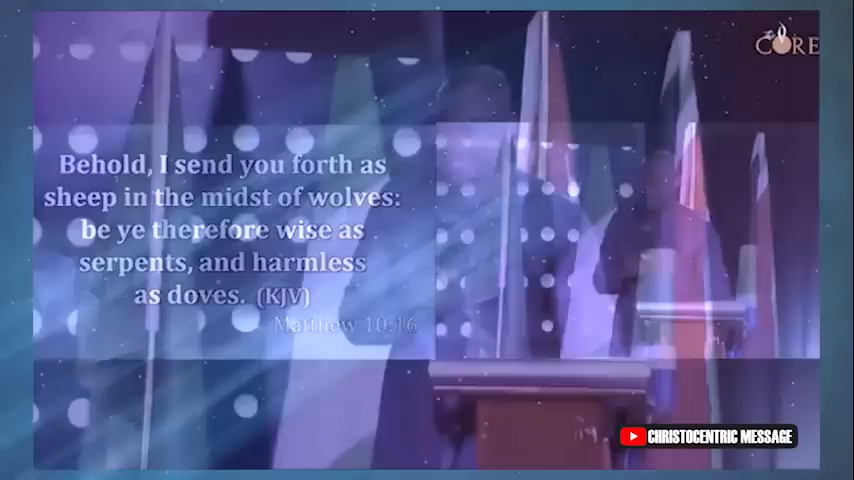 CORE
Behold, I send you forth as
sheep in the midst of wolves:
be ye therefore wise as
serpents, and harmless
as doves. (KJV)
Matthew 10:16
CHRISTOCENTRIC MESSAGE